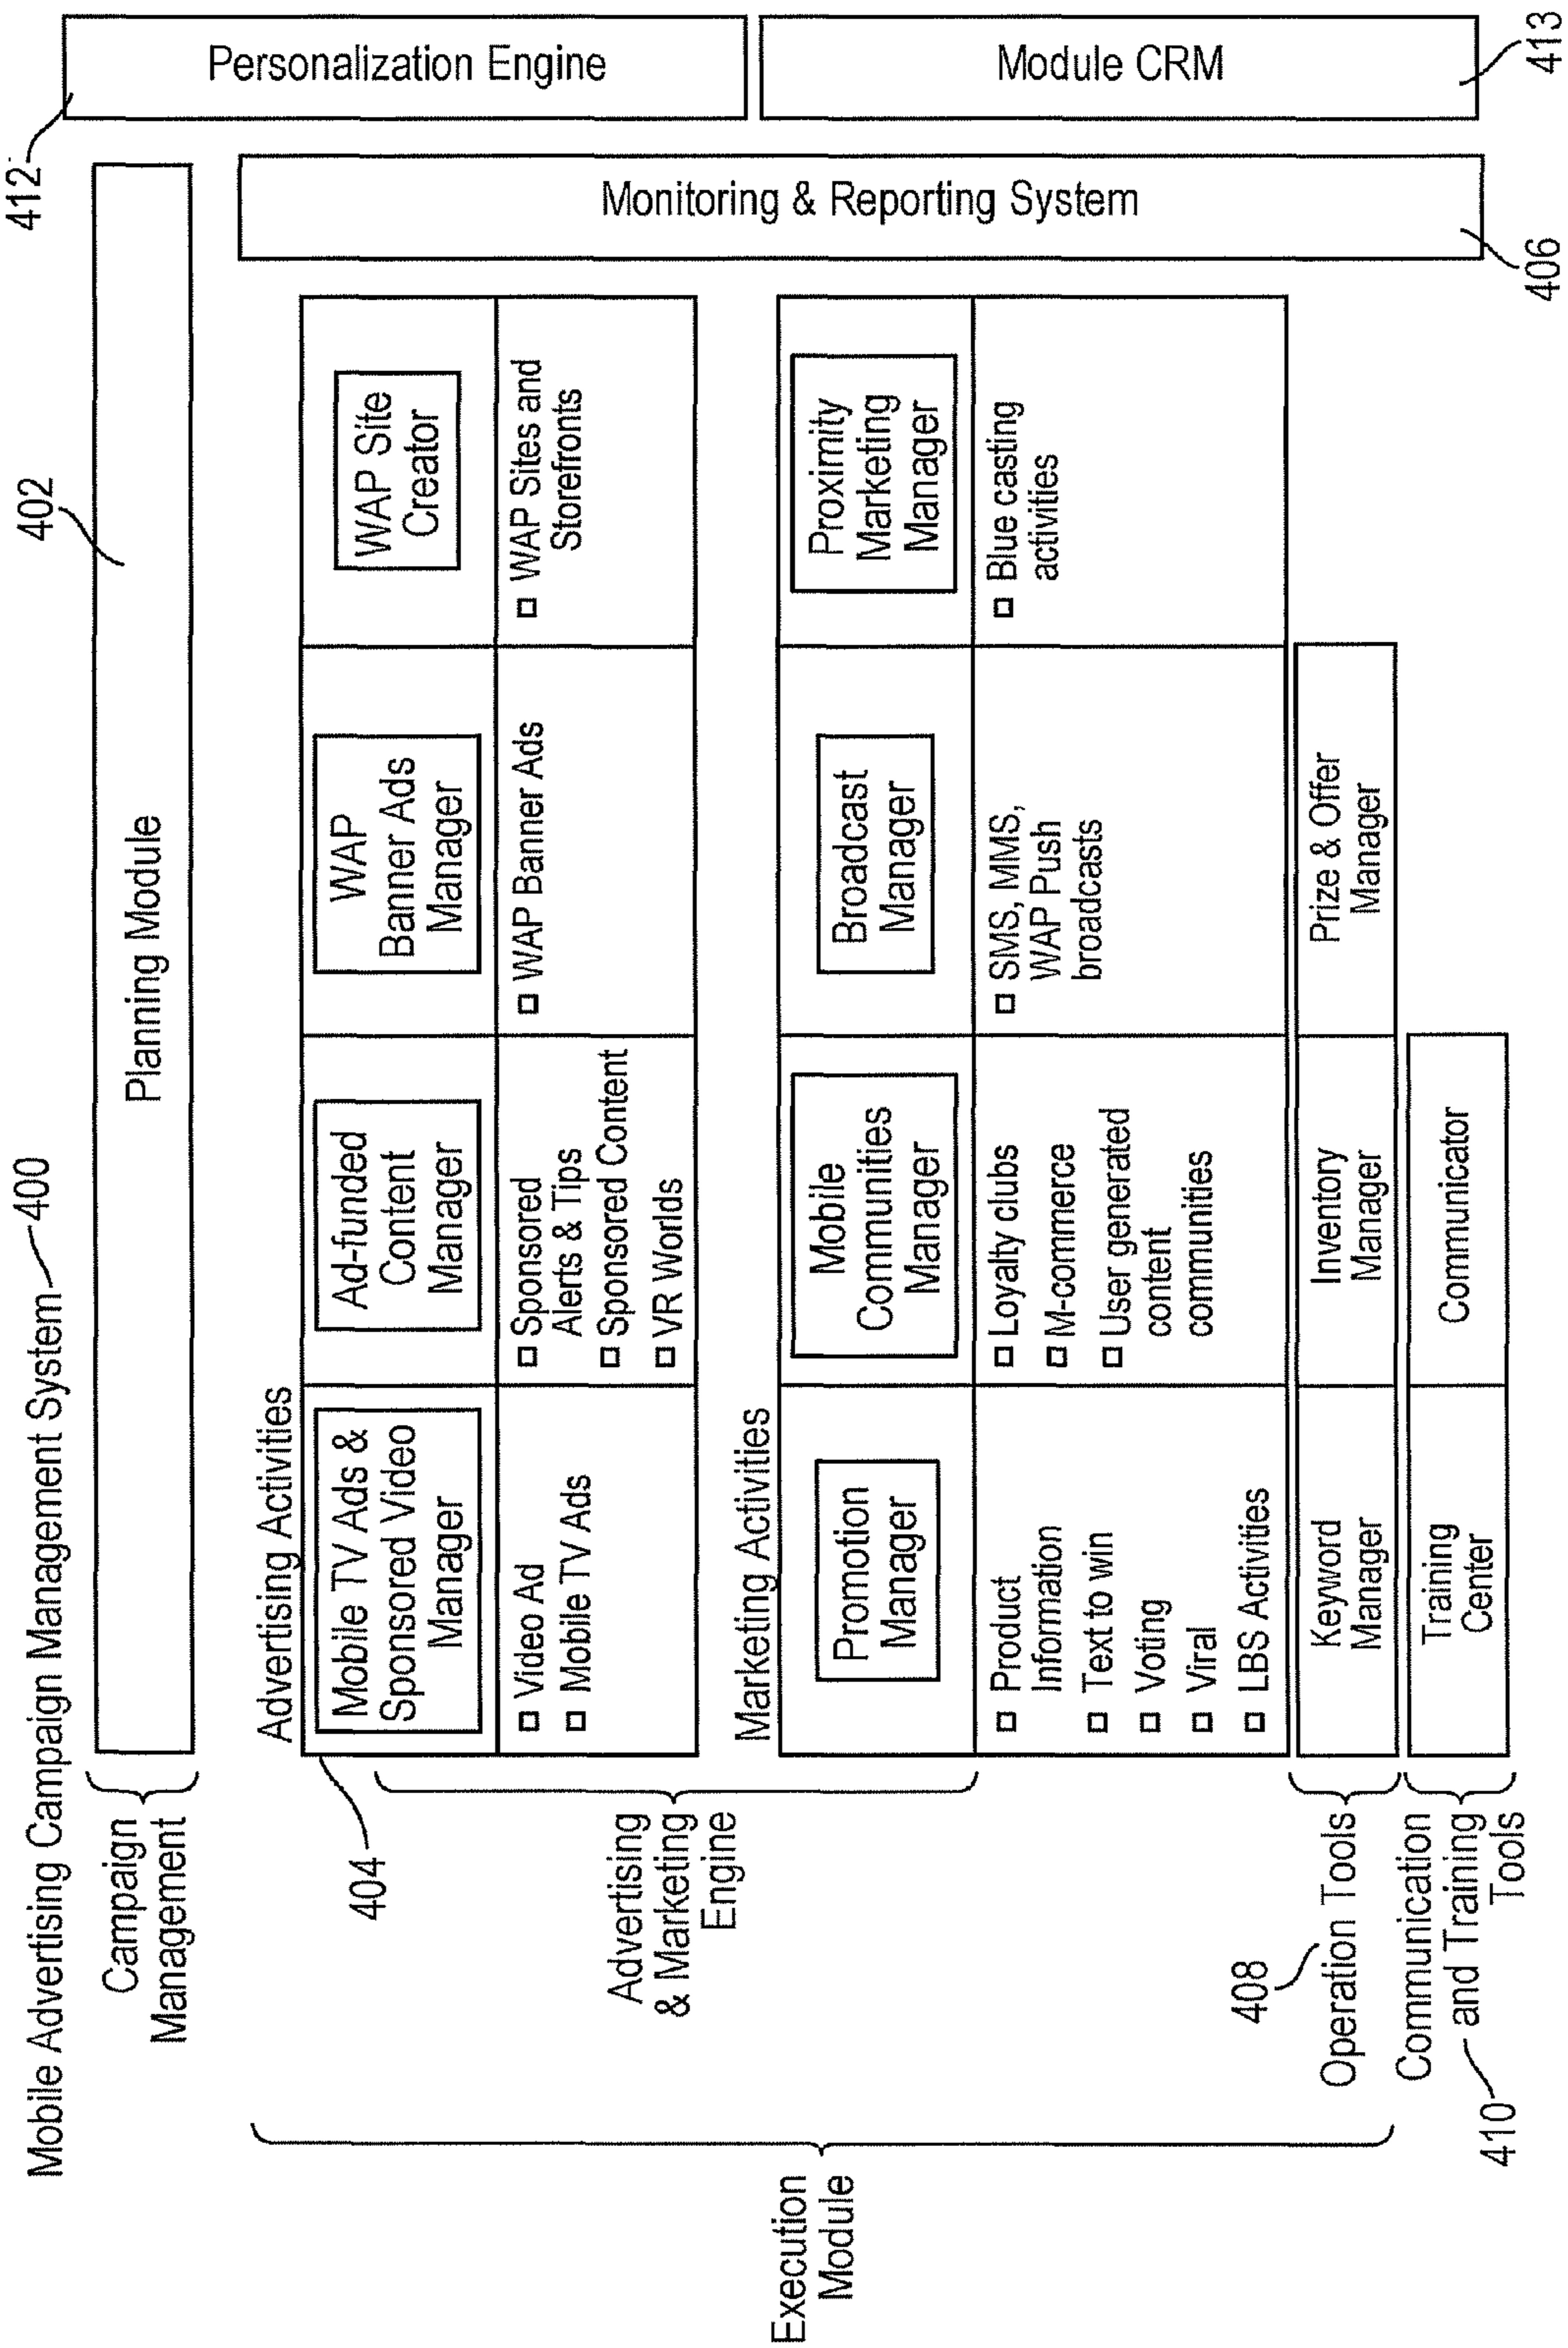 Mobile Advertising Campaign Management System 400
402
412
Campaign
Management
Planning Module
Personalization Engine
Module CRM
413
Monitoring & Reporting System
406
Execution
Module
Advertising
& Marketing
Engine
404
Advertising Activities
Mobile TV Ads &
Sponsored Video
Manager
Ad-funded
Content
Manager
WAP
Banner Ads
Manager
WAP Site
Creator
Video Ad
Mobile TV Ads
Sponsored
Alerts & Tips
Sponsored Content
VR Worlds
WAP Banner Ads
WAP Sites and
Storefronts
Marketing Activities
Promotion
Manager
Mobile
Communities
Manager
Broadcast
Manager
Proximity
Marketing
Manager
Product
Information
Text to win
Voting
Viral
LBS Activities
Loyalty clubs
M-commerce
User generated
content
communities
SMS, MMS,
WAP Push
broadcasts
Blue casting
activities
408
Operation Tools
Keyword
Manager
Inventory
Manager
Prize & Offer
Manager
Communication
and Training
Tools
410
Training
Center
Communicator